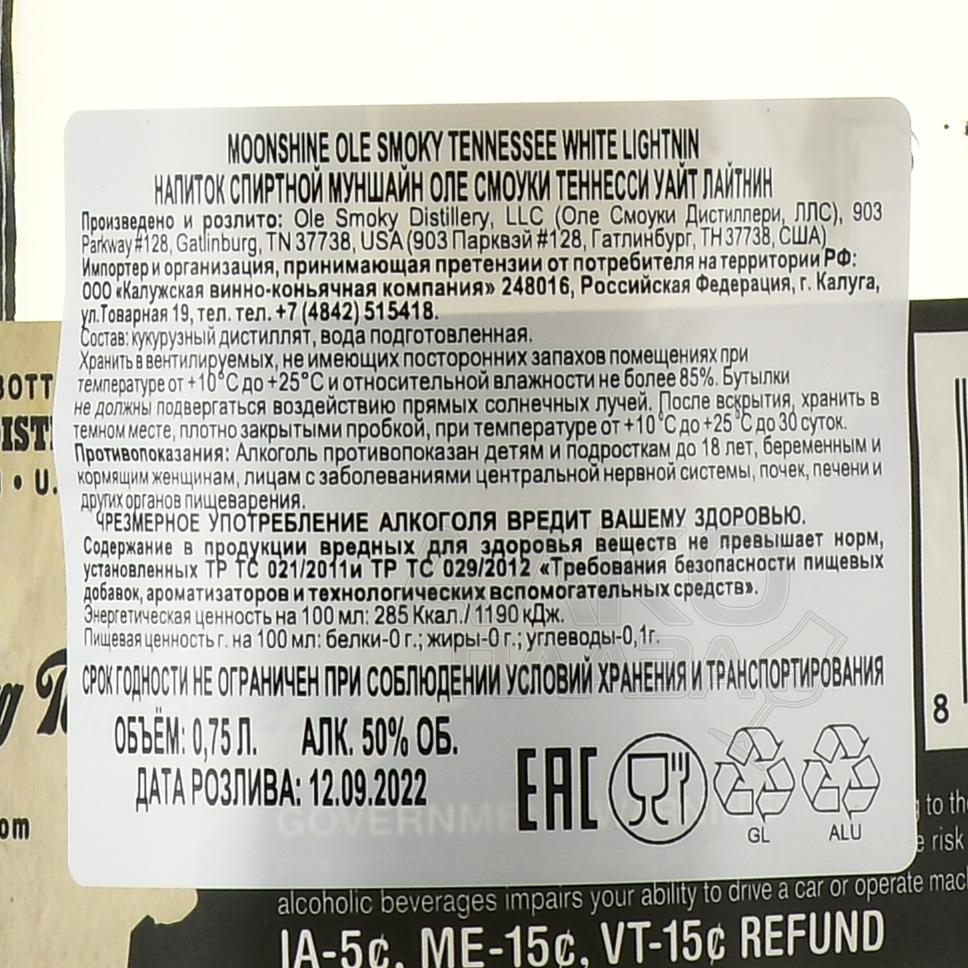 MOONSHINE OLE SMOKY TENNESSEE WHITE LIGHTNIN
НАПИТОК СПИРТНОЙ МУНШАЙН ОЛЕ СМОУКИ ТЕННЕССИ УАЙТ ЛАЙТНИН
Произведено и розлито: Ole Smoky Distillery, LLC (Оле Смоуки Дистиллери, ЛЛС), 903
Parkway #128, Gatlinburg, TN 37738, USA (903 Парквэй #128, Гатлинбург, ТН 37738, США)
Импортер и организация, принимающая претензии от потребителя на территории РФ:
ООО «Калужская винно-коньячная компания» 248016, Российская Федерация, г. Калуга,
ул.Товарная 19, тел. тел. +7 (4842) 515418.
Состав: кукурузный дистиллят, вода подготовленная.
Хранить в вентилируемых, не имеющих посторонних запахов помещениях при
температуре от +10°С до +25°С и относительной влажности не более 85%. Бутылки
не должны подвергаться воздействию прямых солнечных лучей. После вскрытия, хранить в
темном месте, плотно закрытыми пробкой, при температуре от +10°С до +25°С до 30 суток.
Противопоказания: Алкоголь противопоказан детям и подросткам до 18 лет, беременным и
кормящим женщинам, лицам с заболеваниями центральной нервной системы, почек, печени и
других органов пищеварения.
ЧРЕЗМЕРНОЕ УПОТРЕБЛЕНИЕ АЛКОГОЛЯ ВРЕДИТ ВАШЕМУ ЗДОРОВЬЮ.
Содержание в продукции вредных для здоровья веществ не превышает норм,
установленных ТР ТС 021/2011и ТР ТС 029/2012 «Требования безопасности пищевых
добавок, ароматизаторов и технологических вспомогательных средств».
Энергетическая ценность на 100 мл: 285 Ккал./ 1190 кДж.
Пищевая ценность г. на 100 мл: белки-0 г.; жиры-0 г.; углеводы-0,1г.
СРОК ГОДНОСТИ НЕ ОГРАНИЧЕН ПРИ СОБЛЮДЕНИИ УСЛОВИЙ ХРАНЕНИЯ И ТРАНСПОРТИРОВАНИЯ
ОБЪЁМ: 0,75 Л. АЛК. 50% ОБ.
ДАТА РОЗЛИВА: 12.09.2022
EAC
GL ALU
8
GOVERNMENT
to the
risk
alcoholic beverages impairs your ability to drive a car or operate mac
IA-5¢, ME-15¢, VT-15¢ REFUND
BOTT
IST
• U.
om